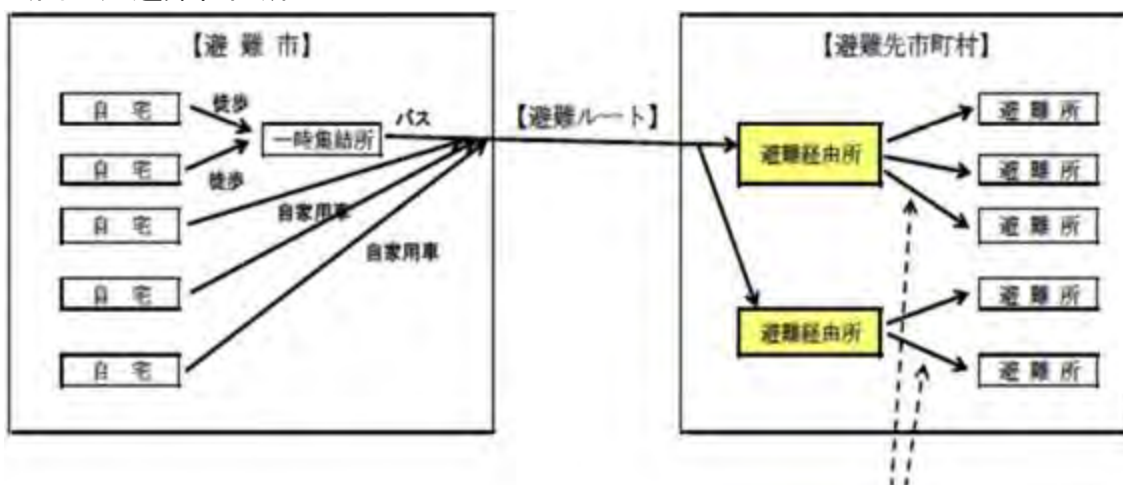 【避 難 市】
自 宅
徒歩
自 宅
徒歩
一時集結所
バス
自 宅
自家用車
自 宅
自家用車
自 宅
【避難ルート】
【避難先市町村】
避難経由所
避 難 所
避 難 所
避 難 所
避難経由所
避 難 所
避 難 所